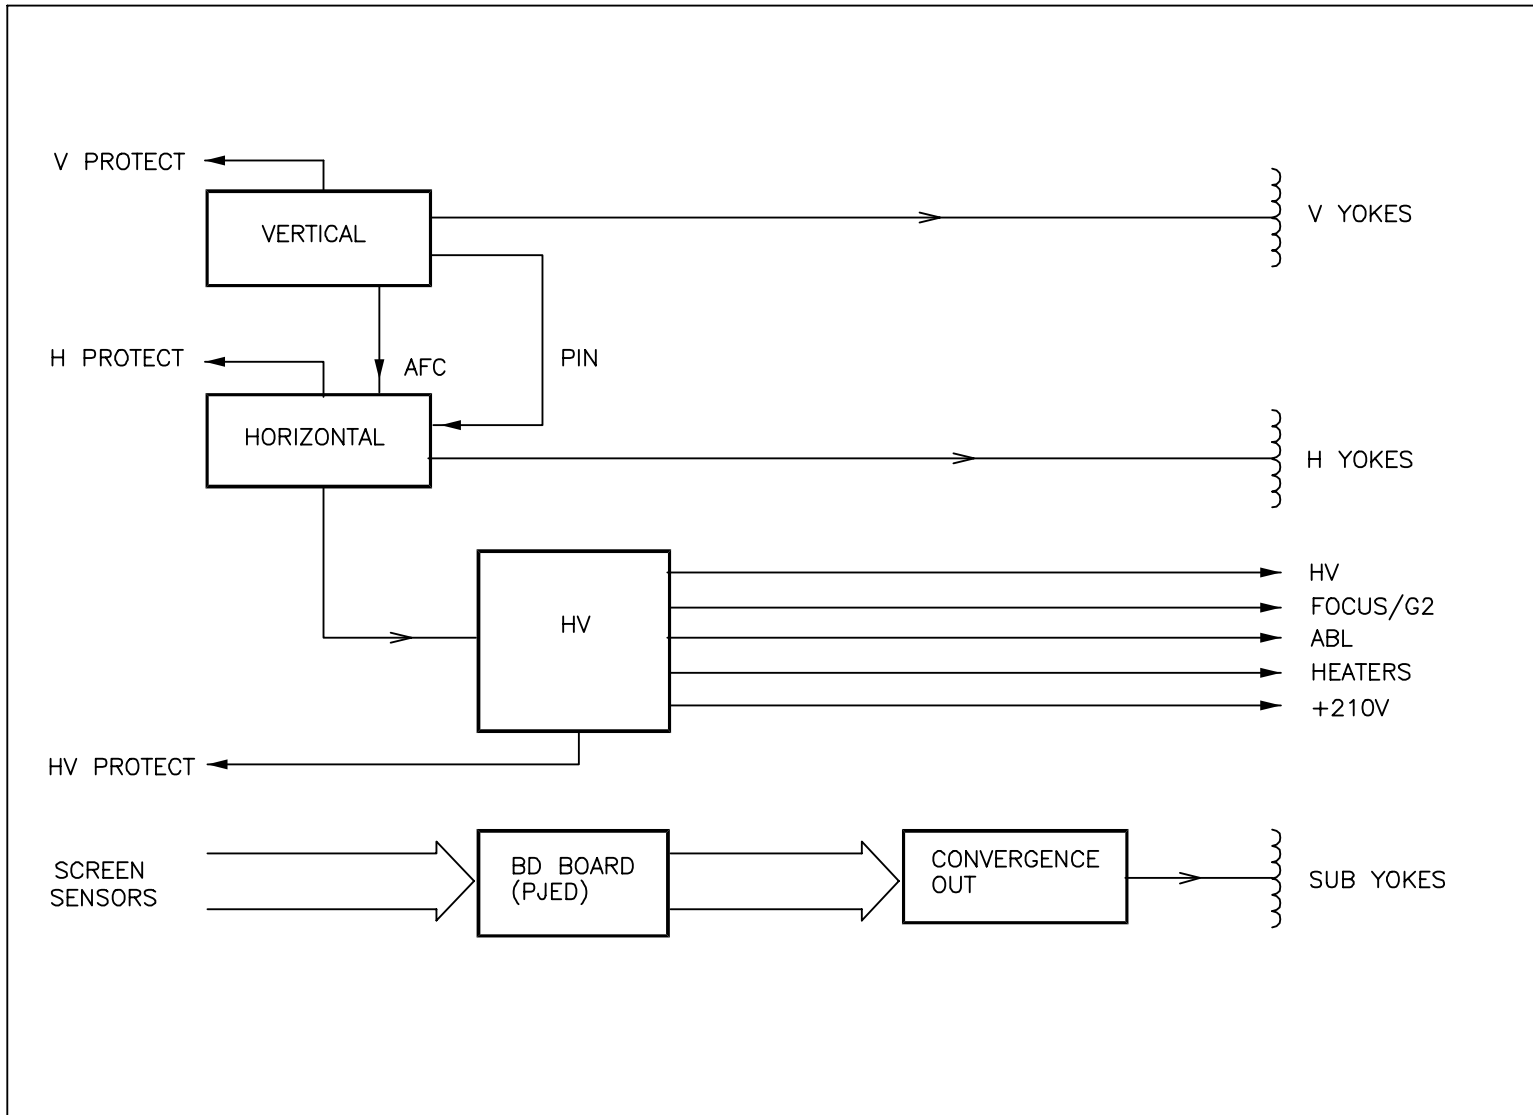 V PROTECT
VERTICAL
V YOKES
H PROTECT
AFC
PIN
HORIZONTAL
H YOKES
HV
HV
FOCUS/G2
ABL
HEATERS
+210V
HV PROTECT
SCREEN
SENSORS
BD BOARD
(PJED)
CONVERGENCE
OUT
SUB YOKES